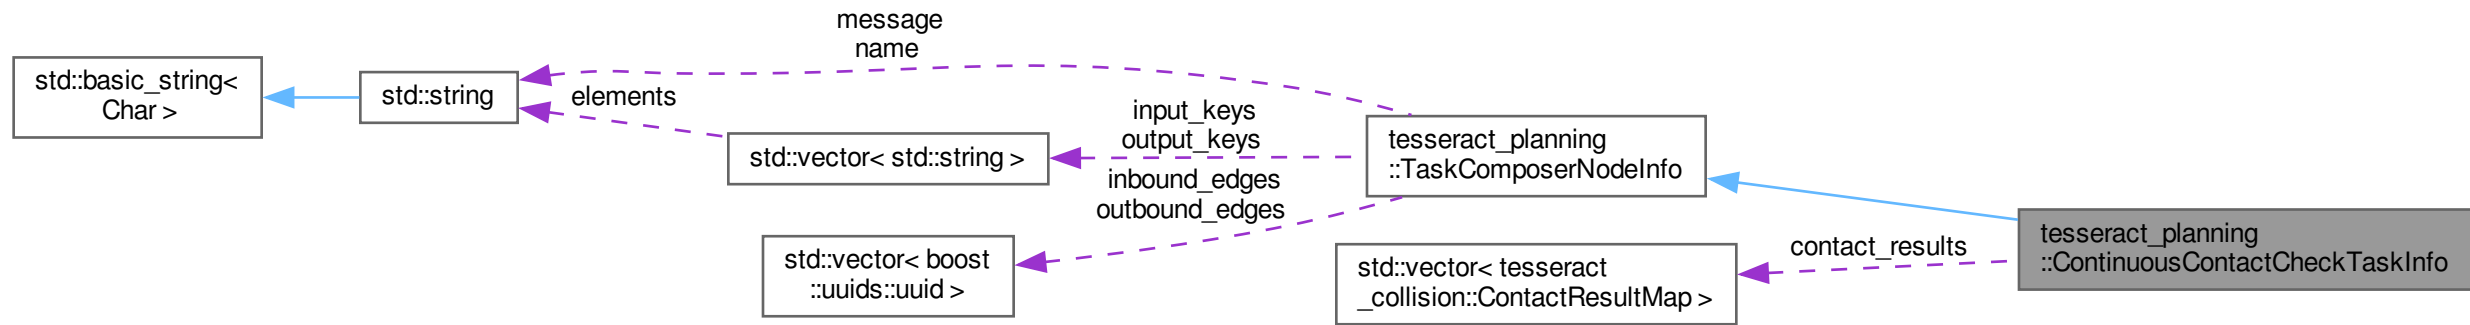 message
name
std::basic_string<
Char >
std::string
elements
std::vector< std::string >
input_keys
output_keys
inbound_edges
outbound_edges
std::vector< boost
::uuids::uuid >
tesseract_planning
::TaskComposerNodeInfo
std::vector< tesseract
_collision::ContactResultMap >
contact_results
tesseract_planning
::ContinuousContactCheckTaskInfo